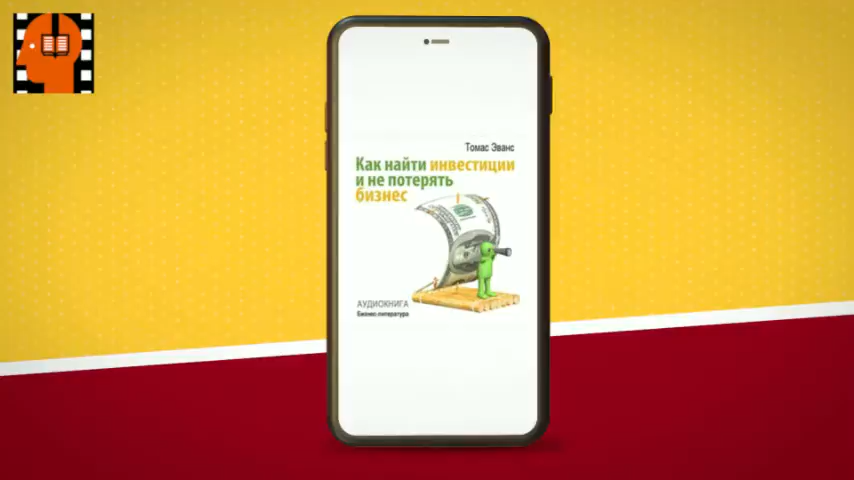 Томас Эванс
Как найти инвестиции
и не потерять
бизнес
АУДИОКНИГА
Бизнес литература